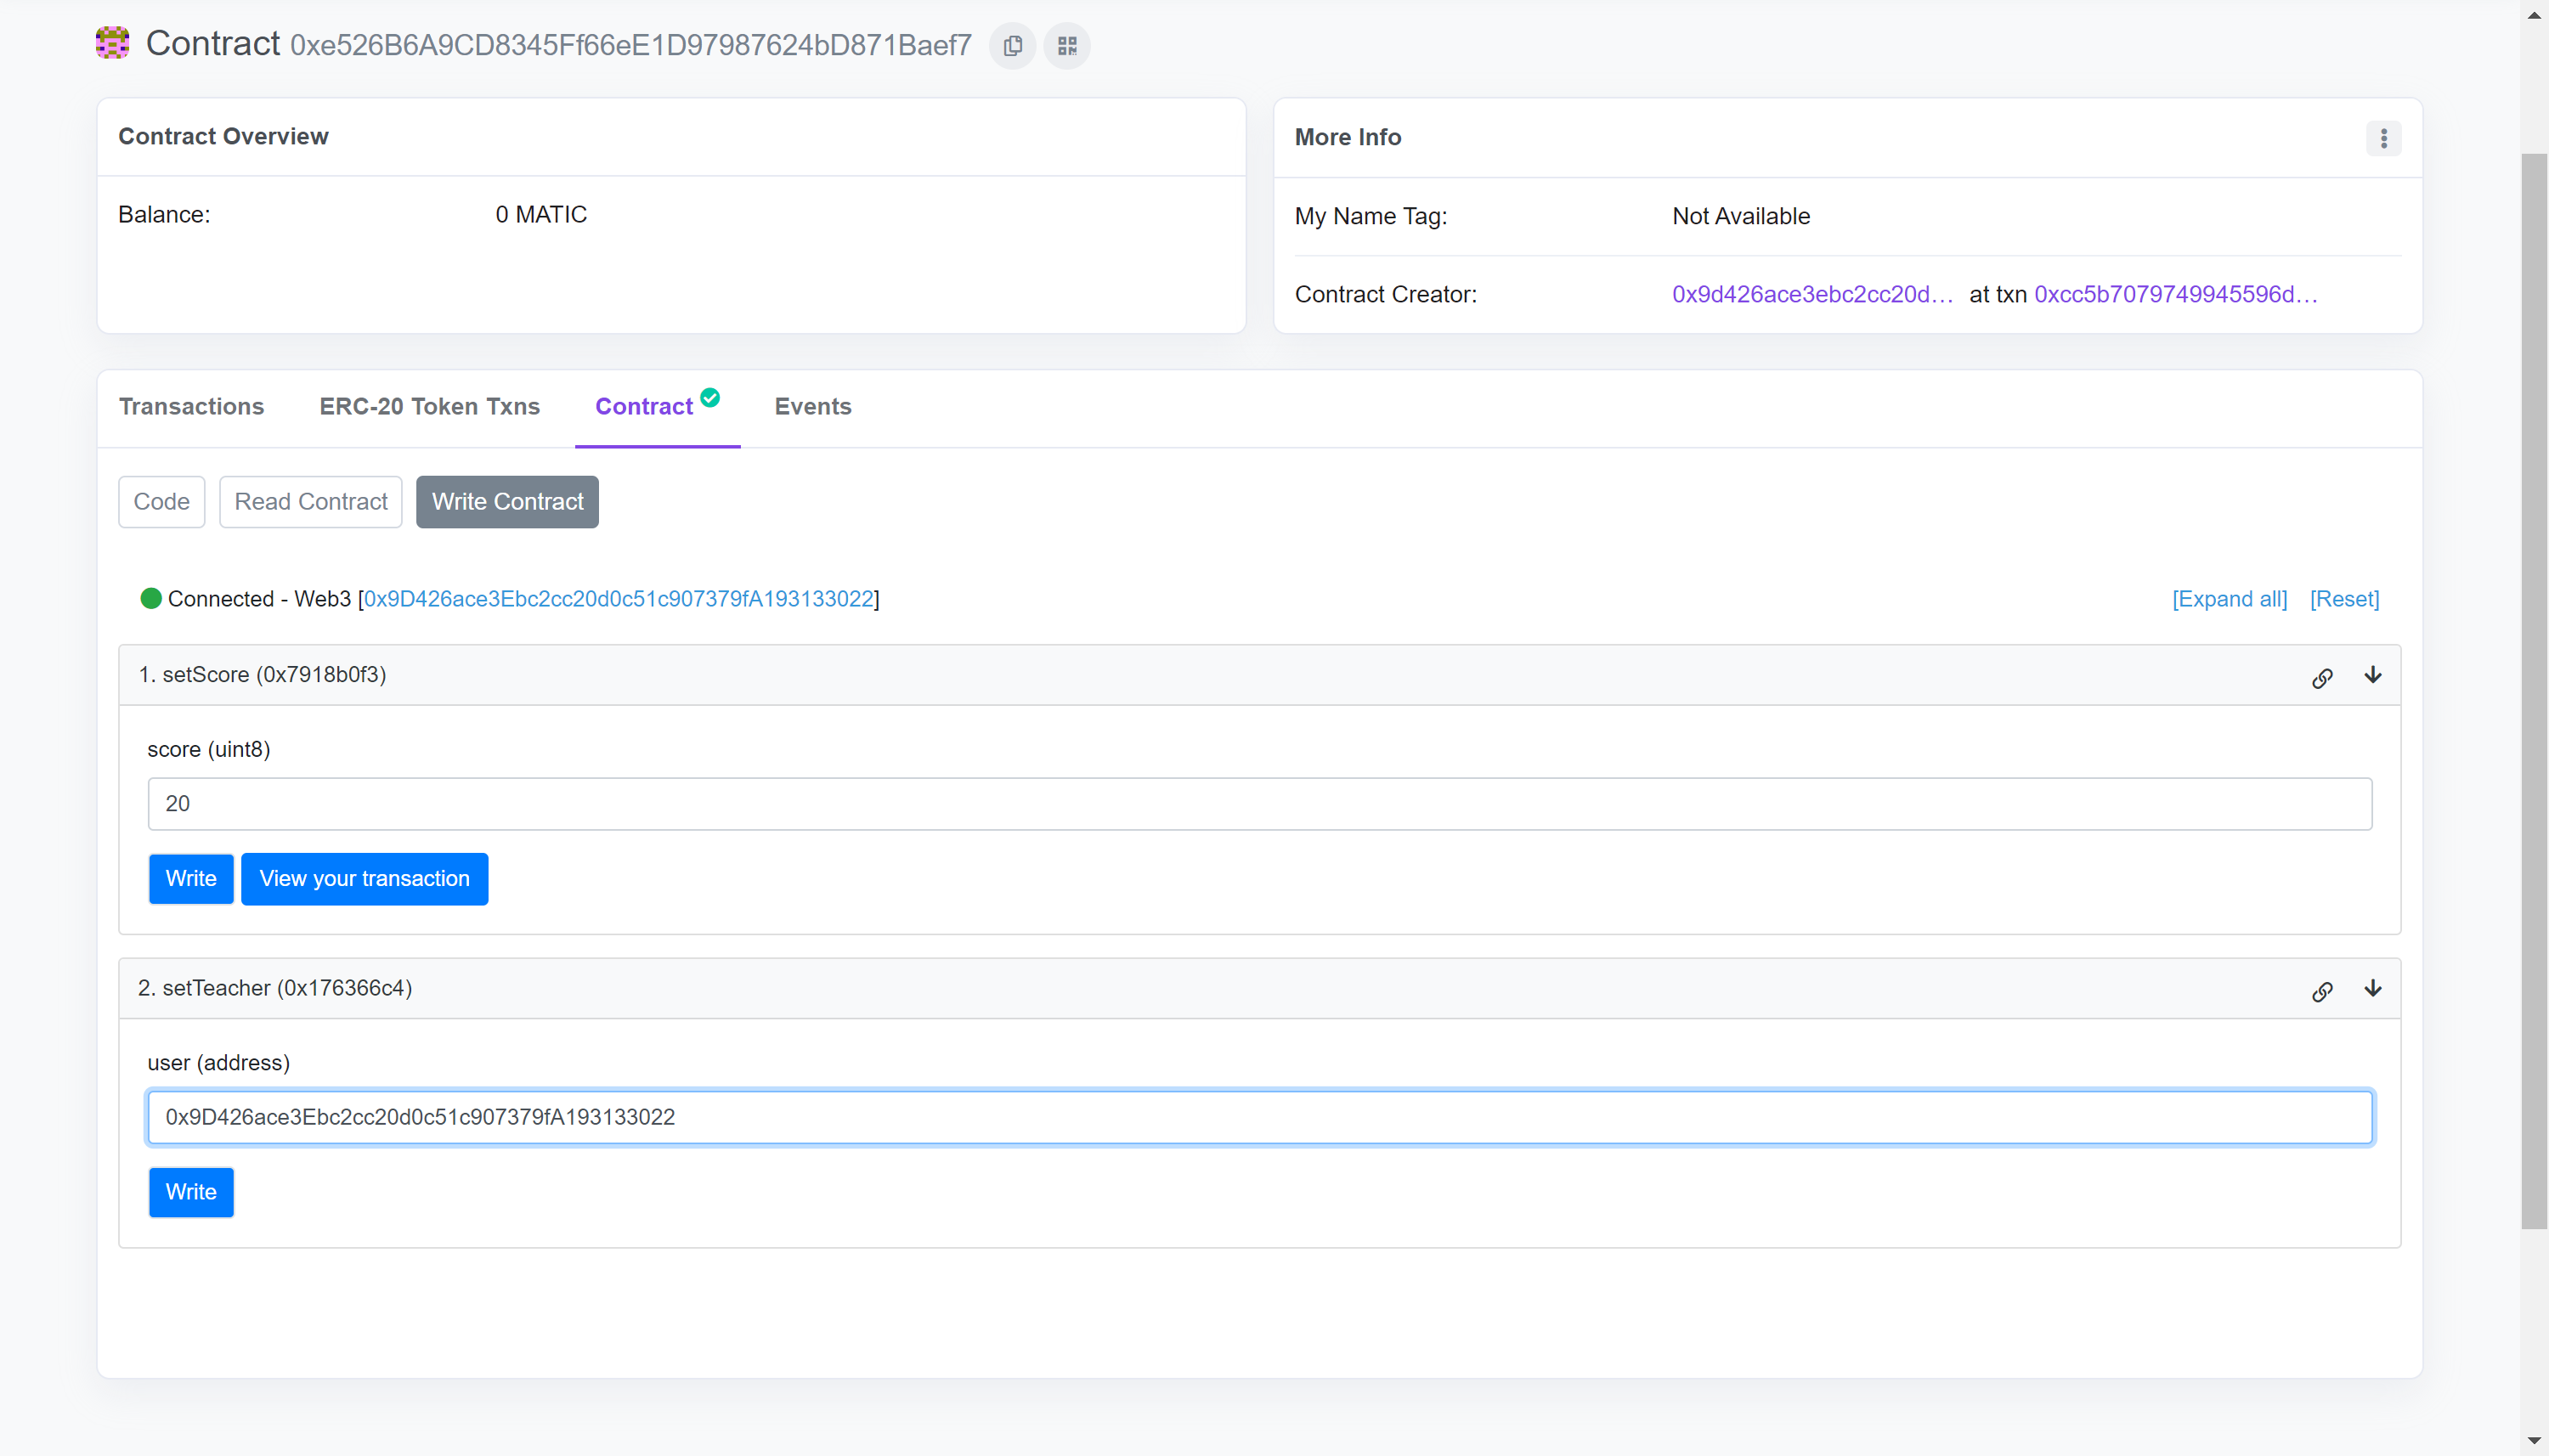 Contract 0xe526B6A9CD8345Ff66eE1D97987624bD871Baef7
Contract Overview
Balance: 0 MATIC
More Info
My Name Tag: Not Available
Contract Creator: 0x9d426ace3ebc2cc20d... at txn 0xcc5b7079749945596d...
Transactions ERC-20 Token Txns Contract Events
Code Read Contract Write Contract
Connected - Web3 [0x9D426ace3Ebc2cc20d0c51c907379fA193133022] [Expand all] [Reset]
1. setScore (0x7918b0f3)
score (uint8)
20
Write View your transaction
2. setTeacher (0x176366c4)
user (address)
0x9D426ace3Ebc2cc20d0c51c907379fA193133022
Write